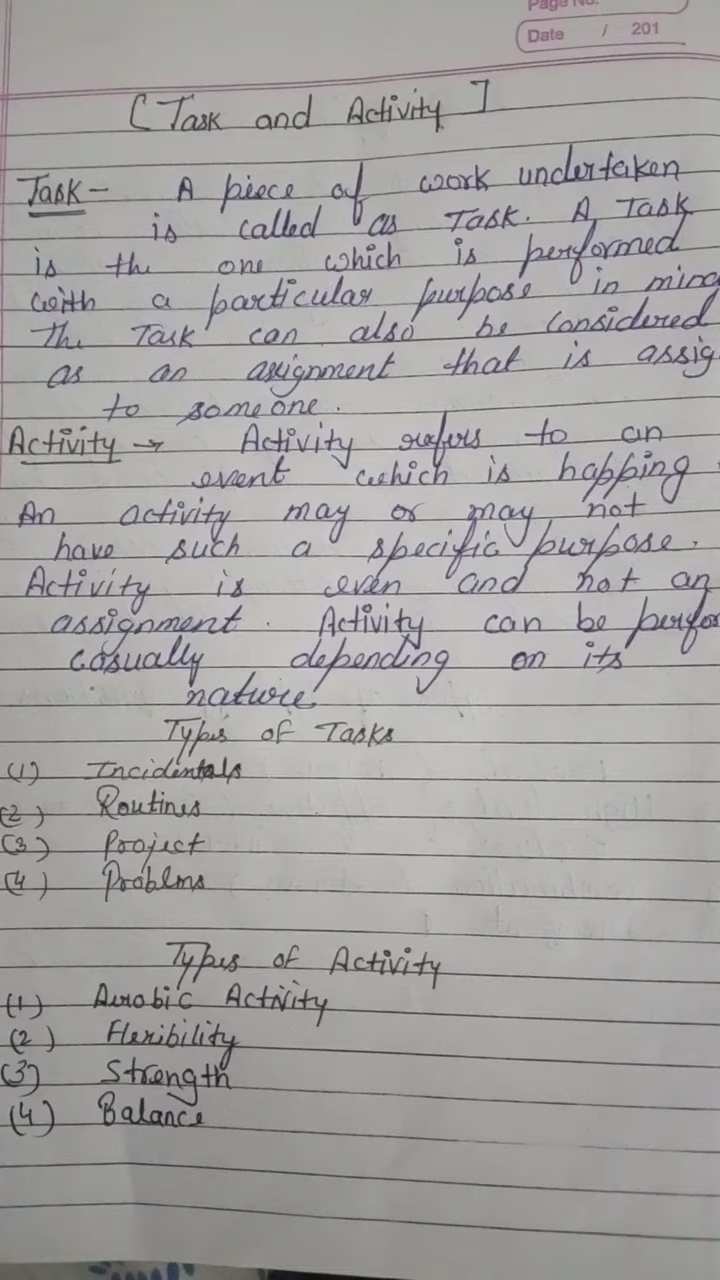 Page No.
Date / 201
[Task and Activity]
Task - A piece of work undertaken
is called as Task. A Task
is the one which is performed
with a particular purpose in mind
The Task can also be considered
as an assignment that is assig
to someone.
Activity → Activity refers to an
event which is happing
An activity may or may not
have such a specific purpose.
Activity is even and not an
assignment. Activity can be perfor
casually depending on its
nature
Types of Tasks
(1) Incidentals
(2) Routines
(3) Project
(4) Problms
Types of Activity
(1) Aerobic Activity
(2) Flexibility
(3) Strength
(4) Balance